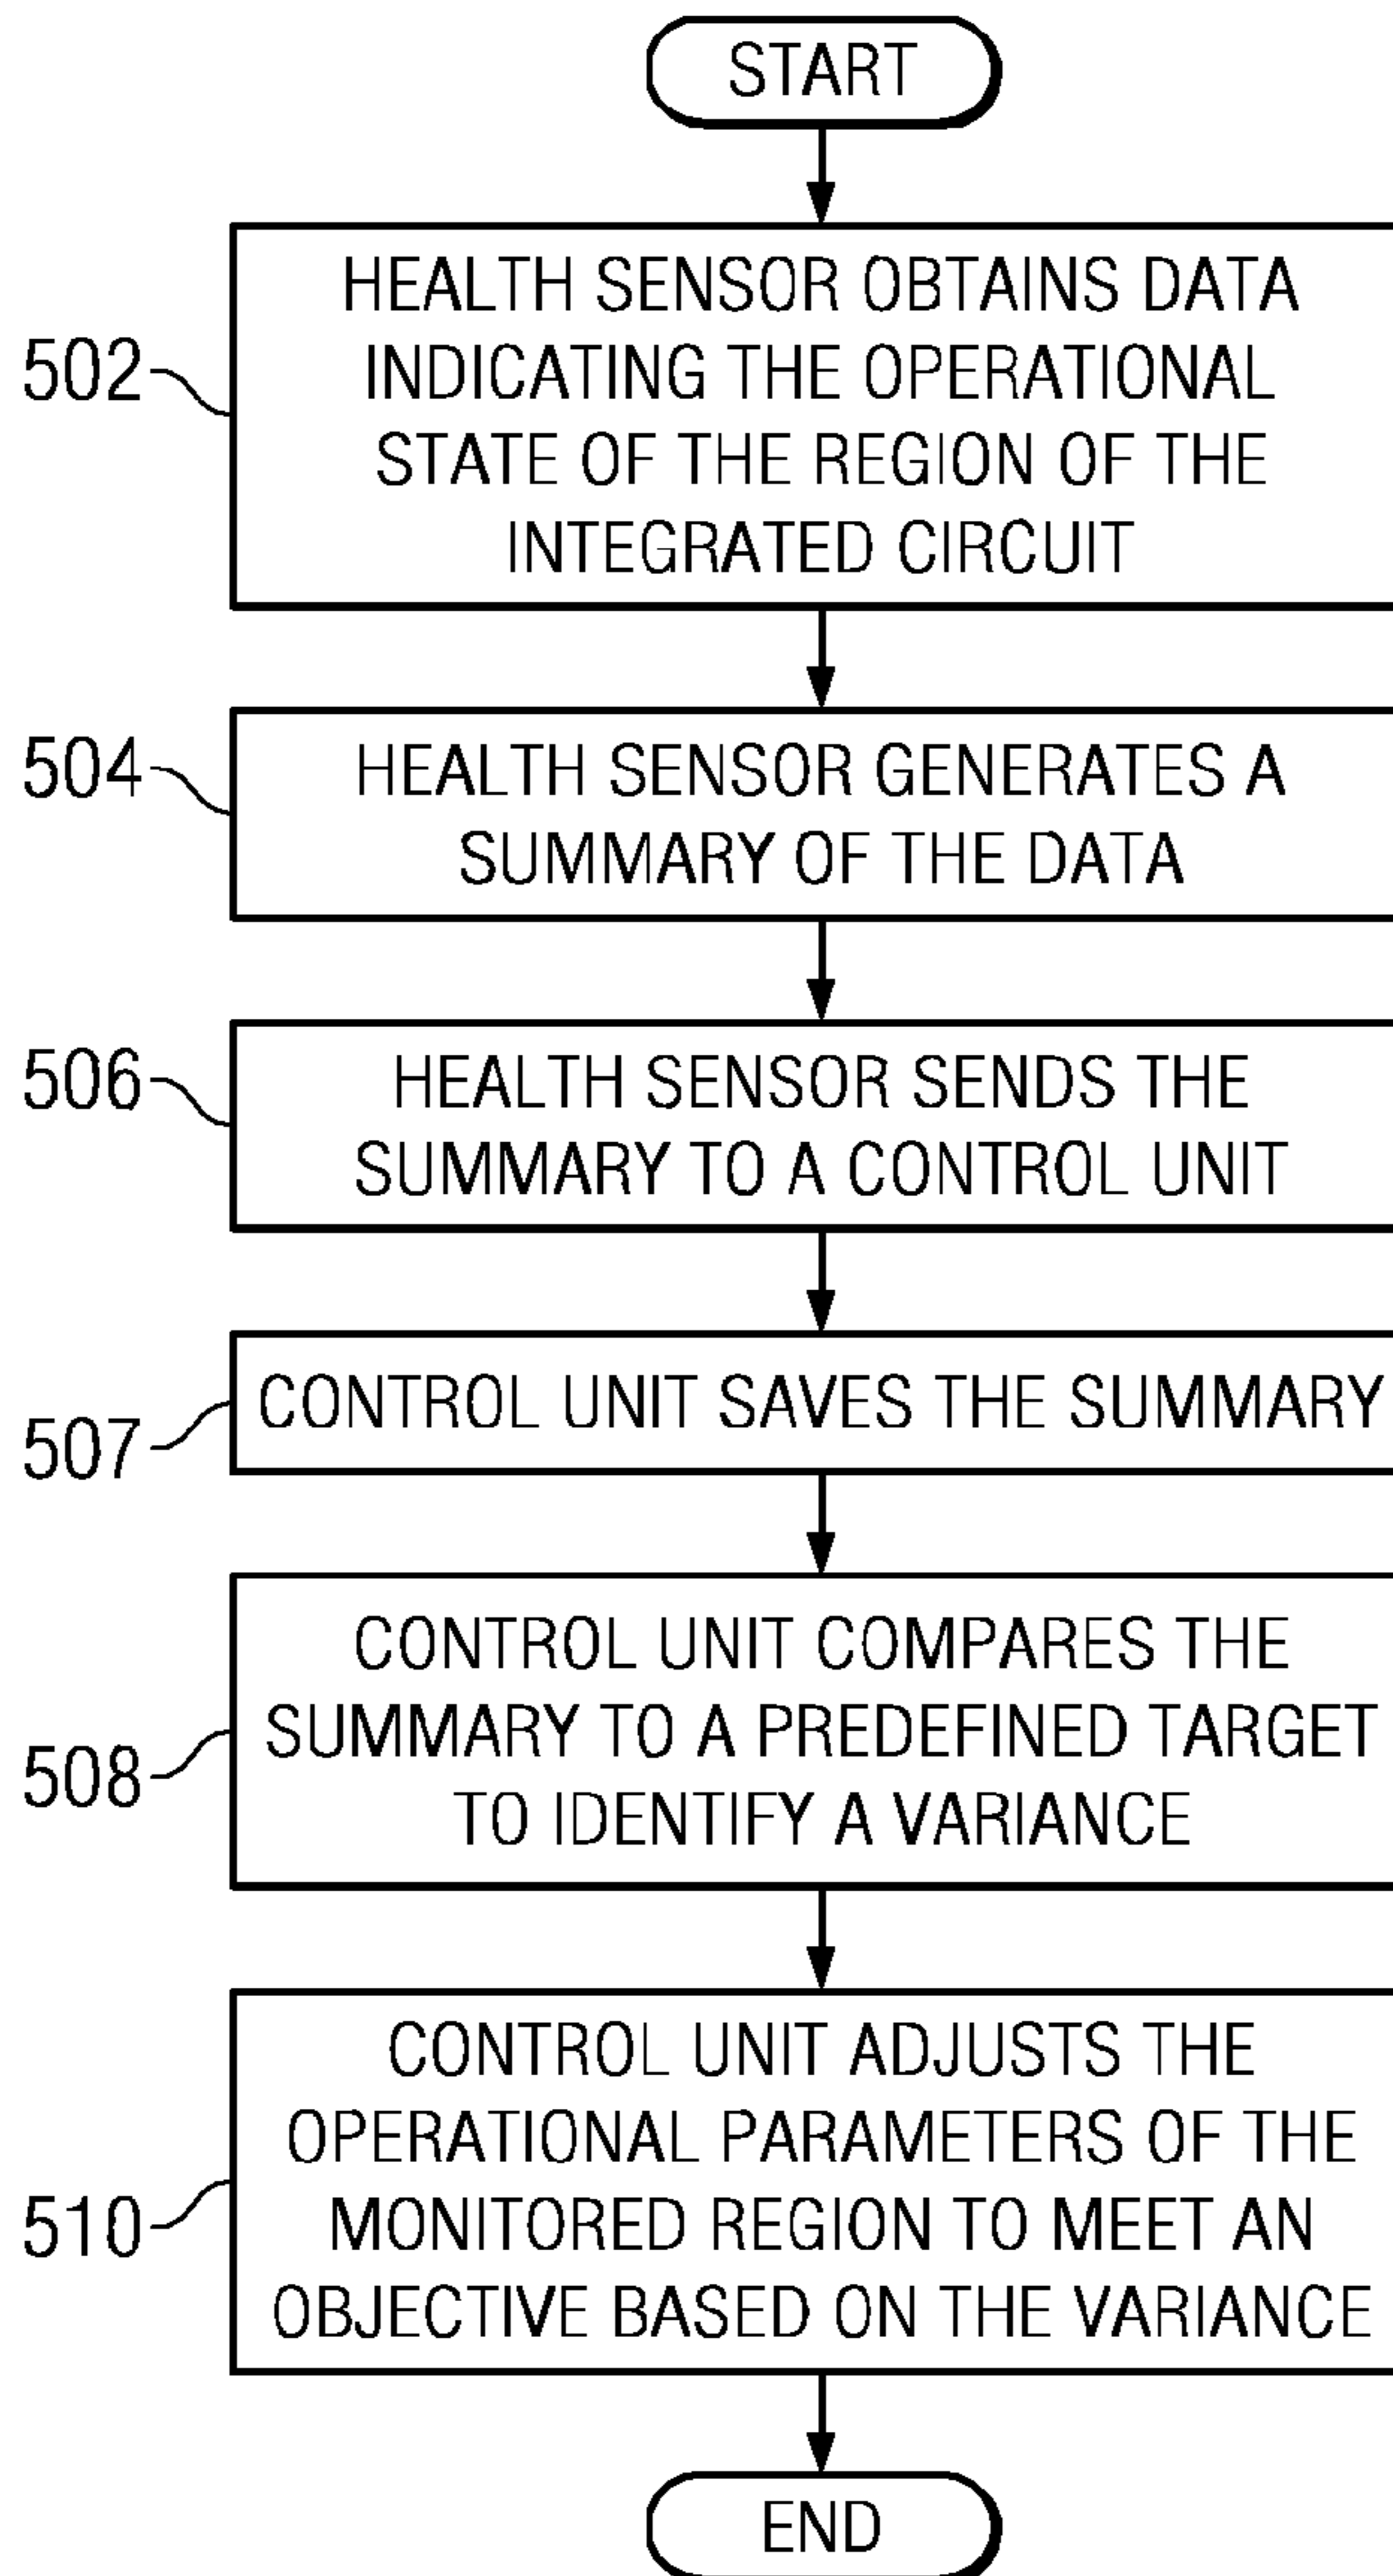 START
502
HEALTH SENSOR OBTAINS DATA
INDICATING THE OPERATIONAL
STATE OF THE REGION OF THE
INTEGRATED CIRCUIT
504
HEALTH SENSOR GENERATES A
SUMMARY OF THE DATA
506
HEALTH SENSOR SENDS THE
SUMMARY TO A CONTROL UNIT
507
CONTROL UNIT SAVES THE SUMMARY
508
CONTROL UNIT COMPARES THE
SUMMARY TO A PREDEFINED TARGET
TO IDENTIFY A VARIANCE
510
CONTROL UNIT ADJUSTS THE
OPERATIONAL PARAMETERS OF THE
MONITORED REGION TO MEET AN
OBJECTIVE BASED ON THE VARIANCE
END